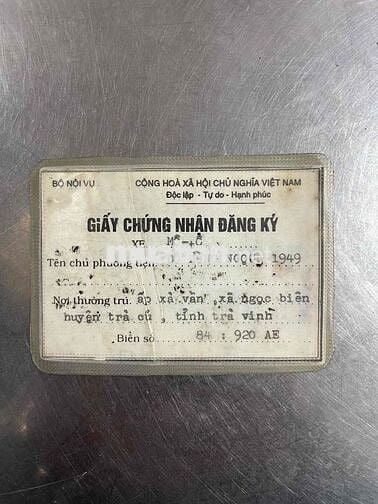 BỘ NỘI VỤ
CỘNG HOÀ XÃ HỘI CHỦ NGHĨA VIỆT NAM
Độc lập - Tự do - Hạnh phúc
GIẤY CHỨNG NHẬN ĐĂNG KÝ
XE
Tên chủ phương tiện NGỌC 1949
Nơi thường trú ấp xà vần, xã ngọc biên
huyện trà cú, tỉnh trà vinh
Biển số 84 : 920 AE